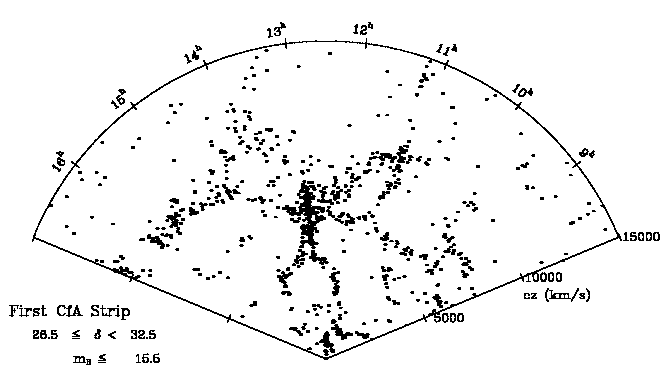 16ʰ 15ʰ 14ʰ 13ʰ 12ʰ 11ʰ 10ʰ 9ʰ
15000
10000
cz (km/s)
5000
First CfA Strip
26.5 ≤ δ < 32.5
m_B ≤ 15.5